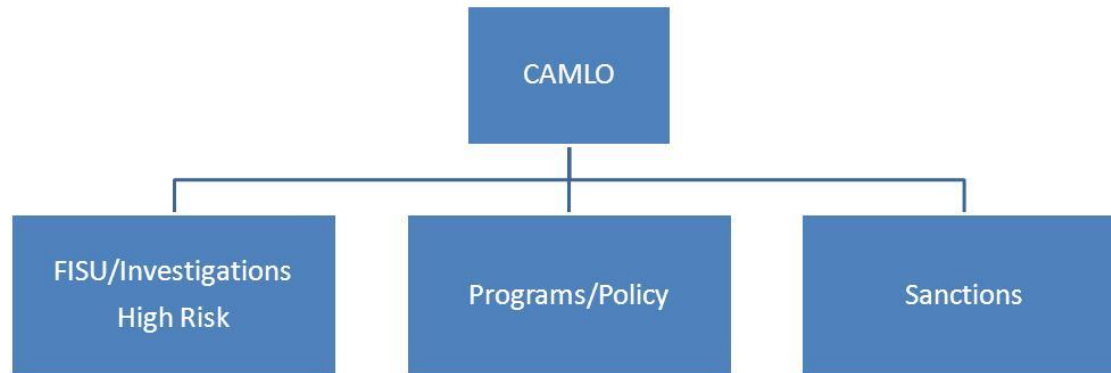 CAMLO
FISU/Investigations
High Risk
Programs/Policy
Sanctions